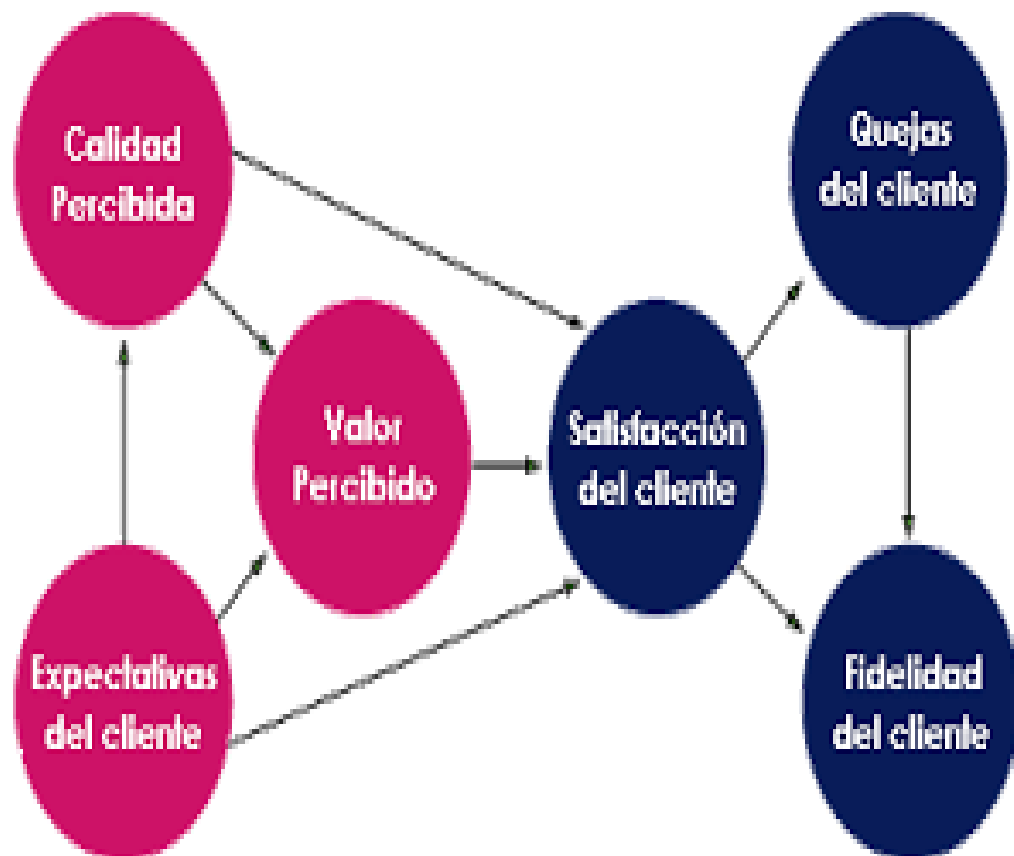 Calidad
Percibida
Quejas
del cliente
Valor
Percibido
Satisfacción
del cliente
Expectativas
del cliente
Fidelidad
del cliente